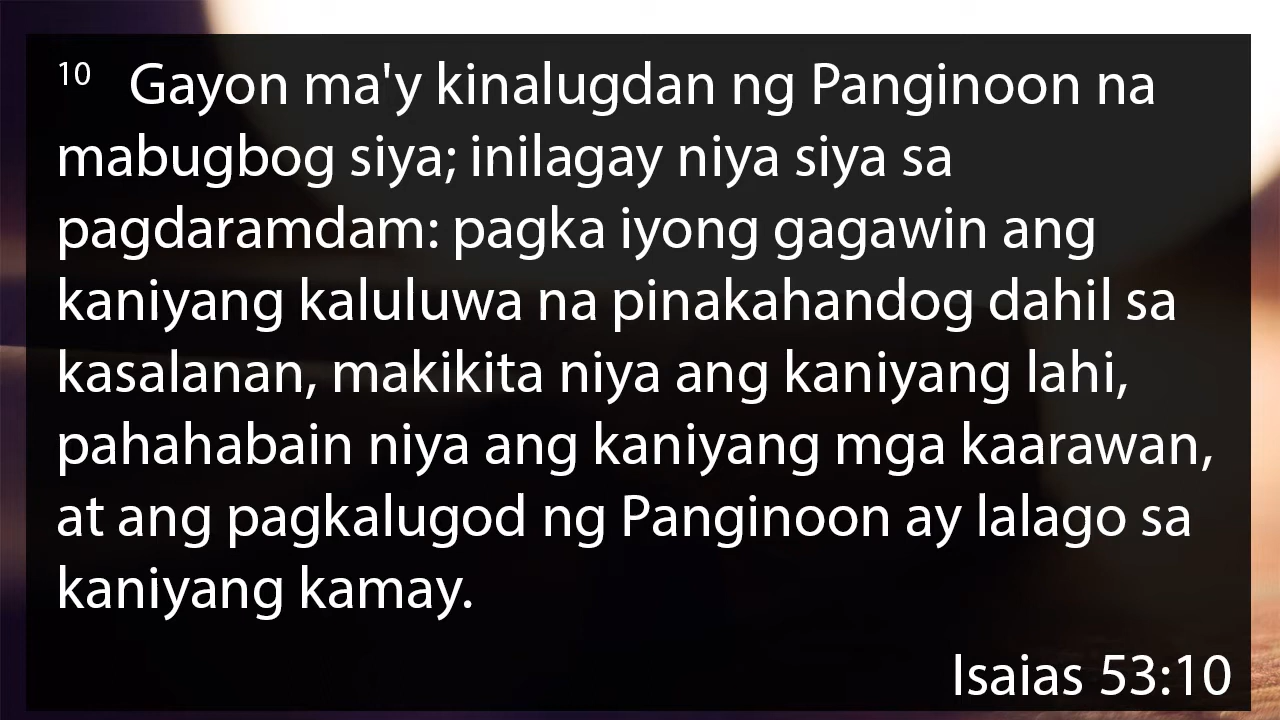 10 Gayon ma'y kinalugdan ng Panginoon na
mabugbog siya; inilagay niya siya sa
pagdaramdam: pagka iyong gagawin ang
kaniyang kaluluwa na pinakahandog dahil sa
kasalanan, makikita niya ang kaniyang lahi,
pahahabain niya ang kaniyang mga kaarawan,
at ang pagkalugod ng Panginoon ay lalago sa
kaniyang kamay.
Isaias 53:10